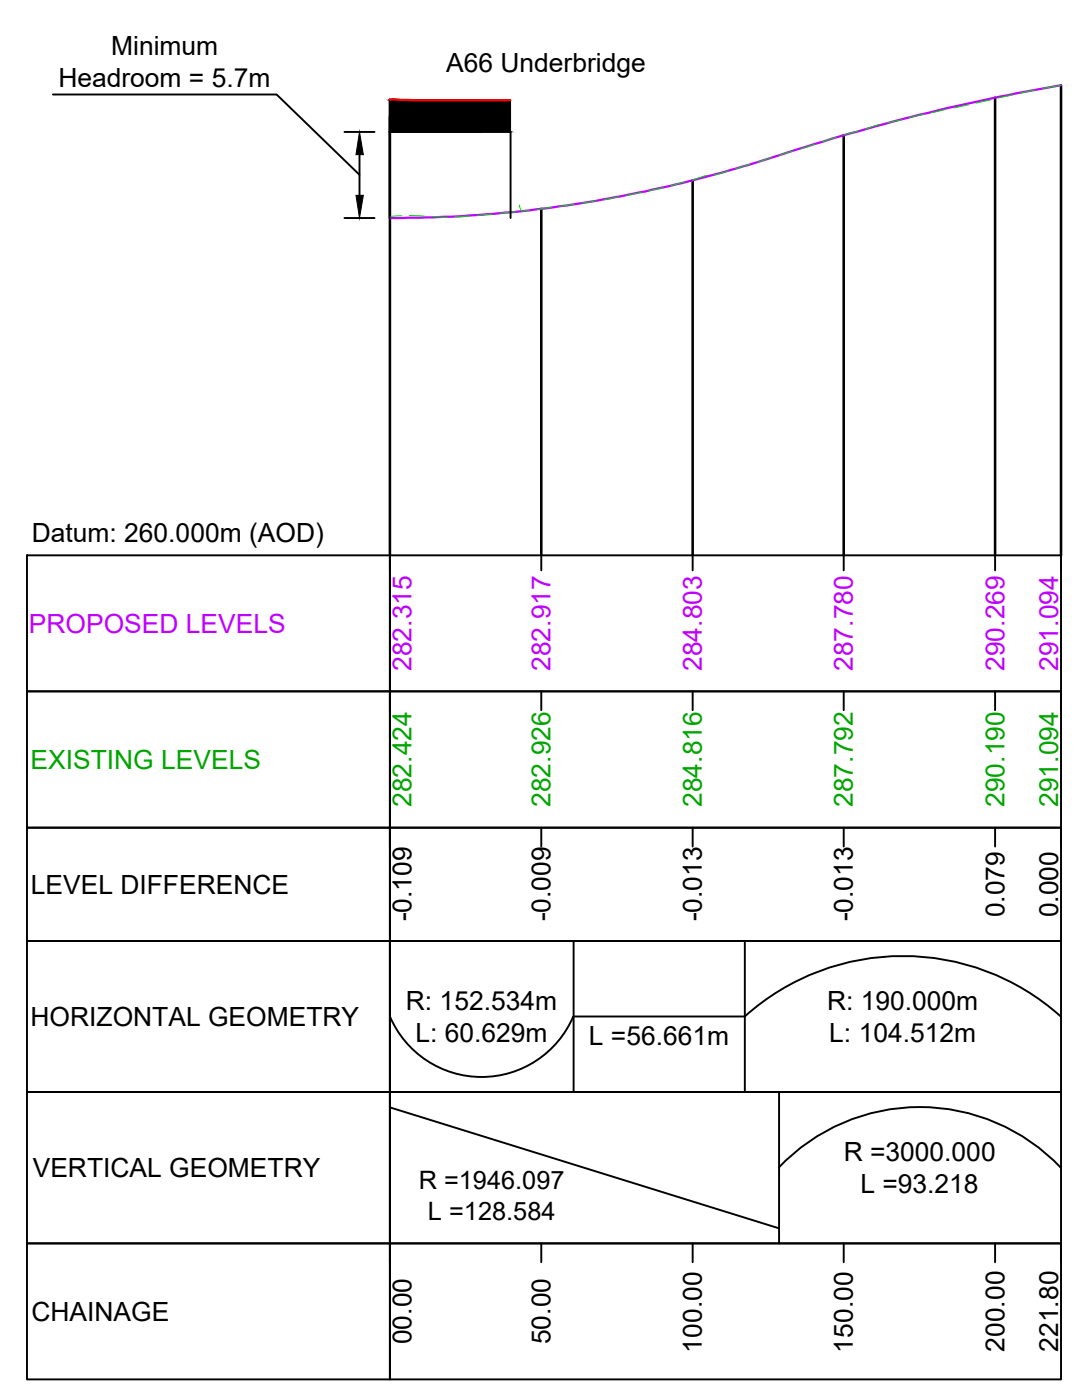 Minimum
Headroom = 5.7m
A66 Underbridge
Datum: 260.000m (AOD)
PROPOSED LEVELS
282.315
282.917
284.803
287.780
290.269
291.094
EXISTING LEVELS
282.424
282.926
284.816
287.792
290.190
291.094
LEVEL DIFFERENCE
-0.109
-0.009
-0.013
-0.013
0.079
0.000
HORIZONTAL GEOMETRY
R: 152.534m
L: 60.629m
L =56.661m
R: 190.000m
L: 104.512m
VERTICAL GEOMETRY
R =1946.097
L =128.584
R =3000.000
L =93.218
CHAINAGE
00.00
50.00
100.00
150.00
200.00
221.80